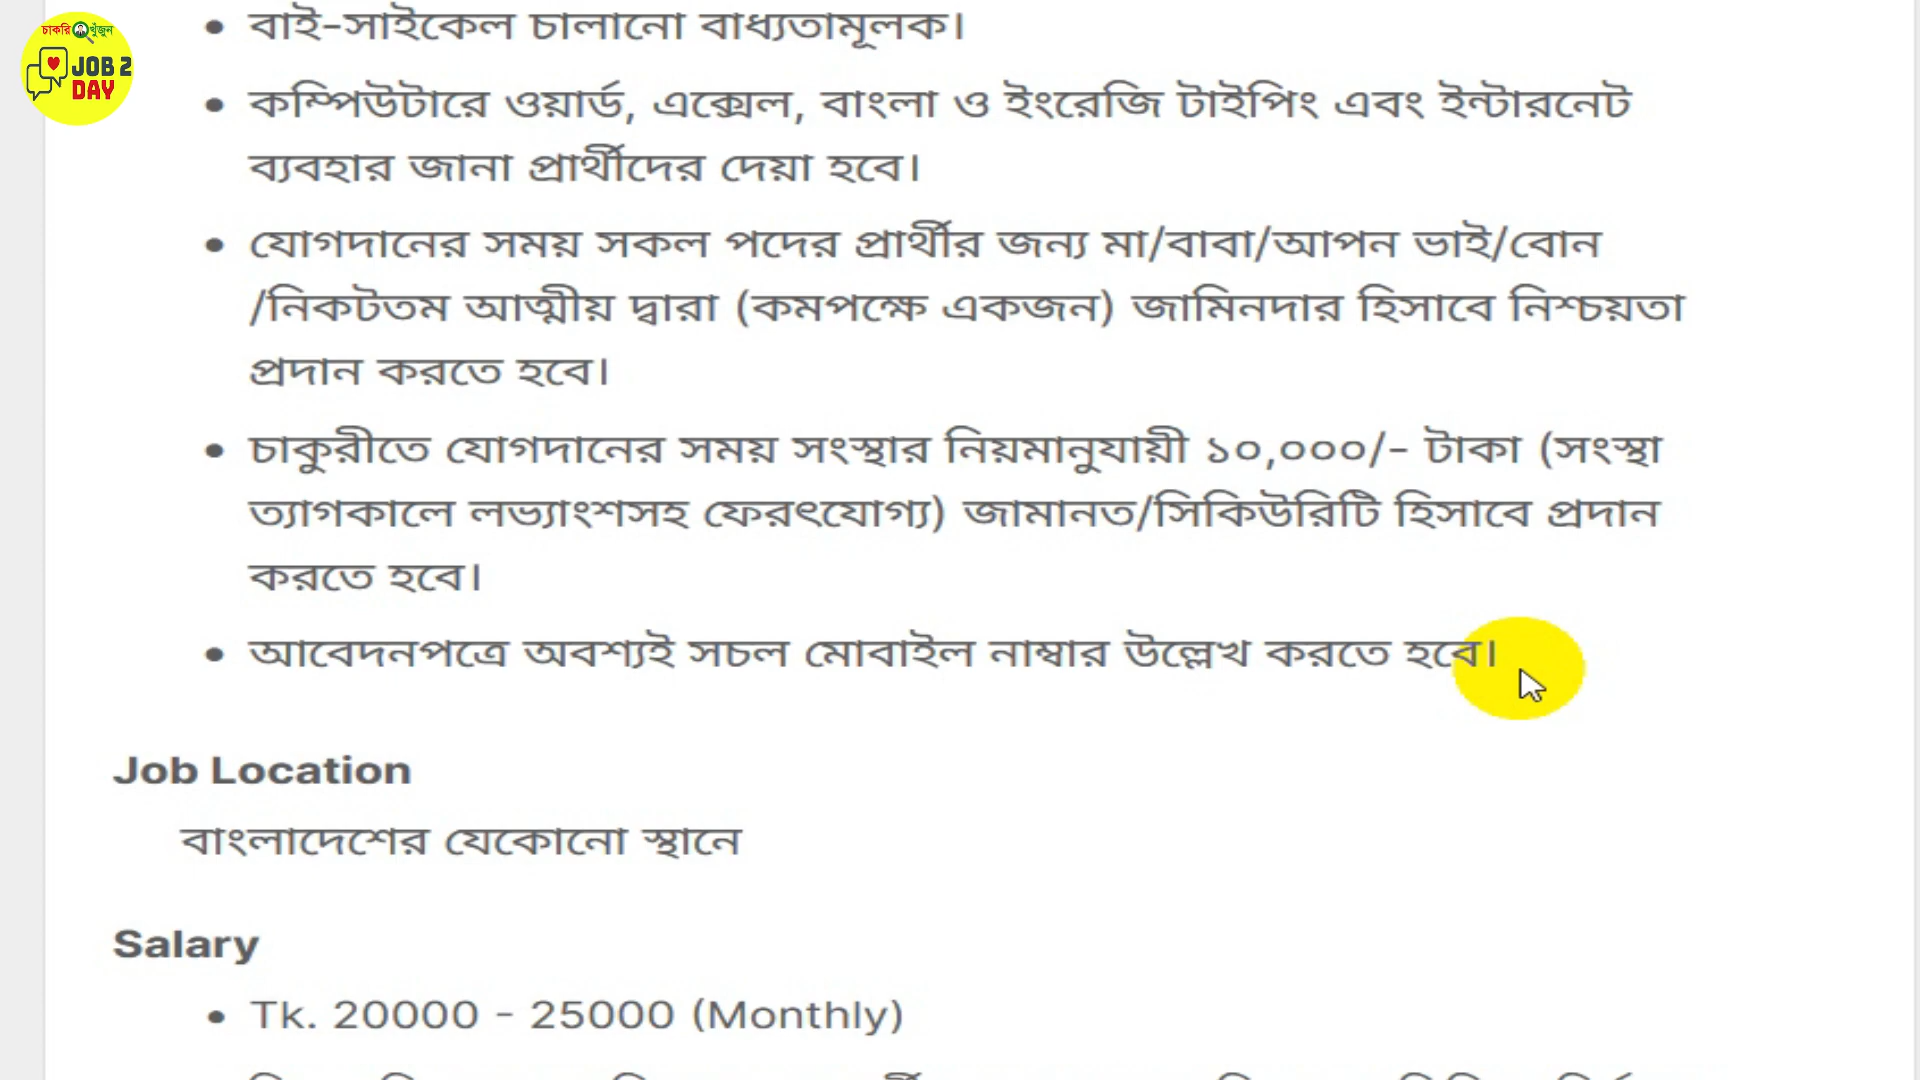 চাকরি খুঁজুন
JOB 2
DAY
• বাই-সাইকেল চালানো বাধ্যতামূলক।
• কম্পিউটারে ওয়ার্ড, এক্সেল, বাংলা ও ইংরেজি টাইপিং এবং ইন্টারনেট
ব্যবহার জানা প্রার্থীদের দেয়া হবে।
• যোগদানের সময় সকল পদের প্রার্থীর জন্য মা/বাবা/আপন ভাই/বোন
/নিকটতম আত্মীয় দ্বারা (কমপক্ষে একজন) জামিনদার হিসাবে নিশ্চয়তা
প্রদান করতে হবে।
• চাকুরীতে যোগদানের সময় সংস্থার নিয়মানুযায়ী ১০,০০০/- টাকা (সংস্থা
ত্যাগকালে লভ্যাংশসহ ফেরৎযোগ্য) জামানত/সিকিউরিটি হিসাবে প্রদান
করতে হবে।
• আবেদনপত্রে অবশ্যই সচল মোবাইল নাম্বার উল্লেখ করতে হবে।
Job Location
বাংলাদেশের যেকোনো স্থানে
Salary
• Tk. 20000 - 25000 (Monthly)